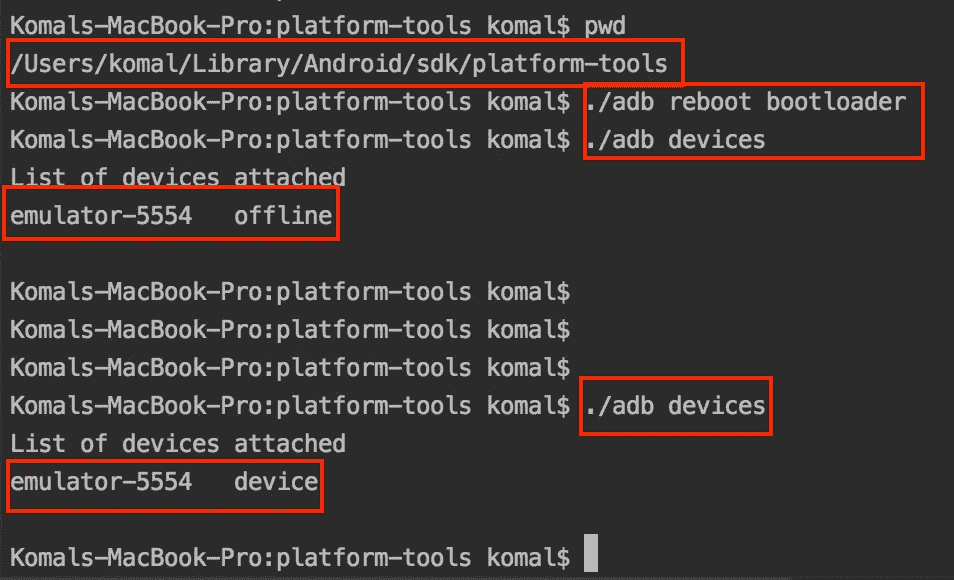 Komals-MacBook-Pro:platform-tools komal$ pwd
/Users/komal/Library/Android/sdk/platform-tools
Komals-MacBook-Pro:platform-tools komal$ ./adb reboot bootloader
Komals-MacBook-Pro:platform-tools komal$ ./adb devices
List of devices attached
emulator-5554   offline
Komals-MacBook-Pro:platform-tools komal$
Komals-MacBook-Pro:platform-tools komal$
Komals-MacBook-Pro:platform-tools komal$
Komals-MacBook-Pro:platform-tools komal$ ./adb devices
List of devices attached
emulator-5554   device
Komals-MacBook-Pro:platform-tools komal$